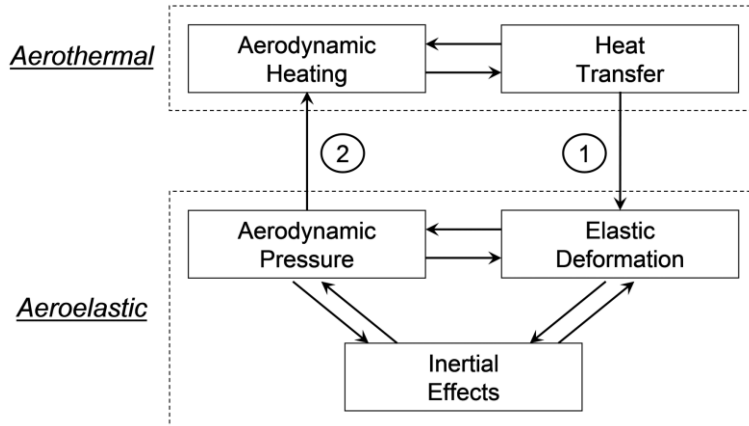 Aerothermal
Aerodynamic
Heating
Heat
Transfer
2
1
Aeroelastic
Aerodynamic
Pressure
Elastic
Deformation
Inertial
Effects